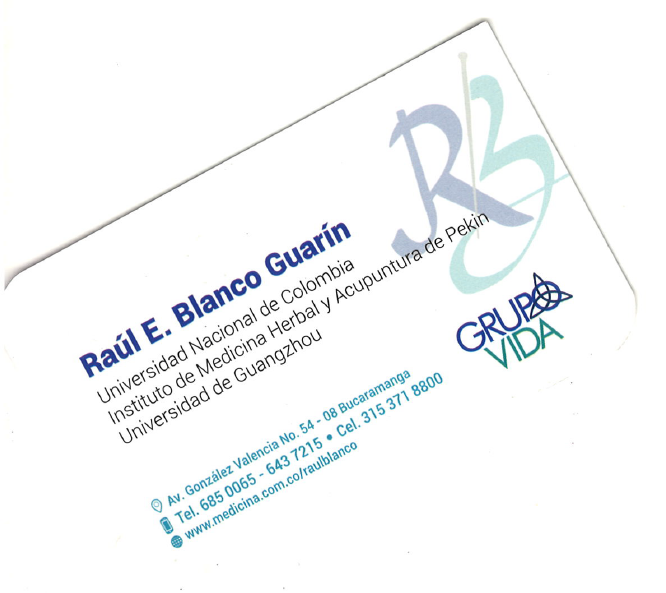 RB
Raúl E. Blanco Guarín
Universidad Nacional de Colombia
Instituto de Medicina Herbal y Acupuntura de Pekin
Universidad de Guangzhou
GRUPO
VIDA
Av. González Valencia No. 54 - 08 Bucaramanga
Tel. 685 0065 - 643 7215 • Cel. 315 371 8800
www.medicina.com.co/raulblanco